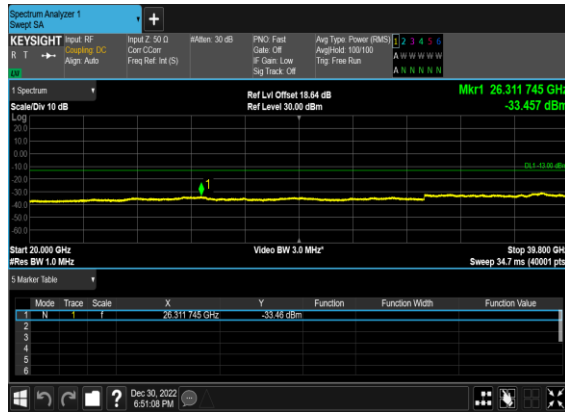 Spectrum Analyzer 1
Swept SA
+
KEYSIGHT
R T
LU
Input: RF
Coupling: DC
Align: Auto
Input Z: 50 Ω
Corr CCorr
Freq Ref: Int (S)
#Atten: 30 dB
PNO: Fast
Gate: Off
IF Gain: Low
Sig Track: Off
Avg Type: Power (RMS)
Avg|Hold: 100/100
Trig: Free Run
1 2 3 4 5 6
A W W W W W
A N N N N N
1 Spectrum
Scale/Div 10 dB
Ref Lvl Offset 18.64 dB
Ref Level 30.00 dBm
Mkr1 26.311 745 GHz
-33.457 dBm
Log
20.0
10.0
0.00
-10.0
-20.0
-30.0
-40.0
-50.0
-60.0
DL1 -13.00 dBm
1
Start 20.000 GHz
#Res BW 1.0 MHz
Video BW 3.0 MHz*
Stop 39.800 GHz
Sweep 34.7 ms (40001 pts)
5 Marker Table
Mode Trace Scale X Y Function Function Width Function Value
1 N 1 f 26.311 745 GHz -33.46 dBm
2
3
4
5
6
?
Dec 30, 2022
6:51:08 PM